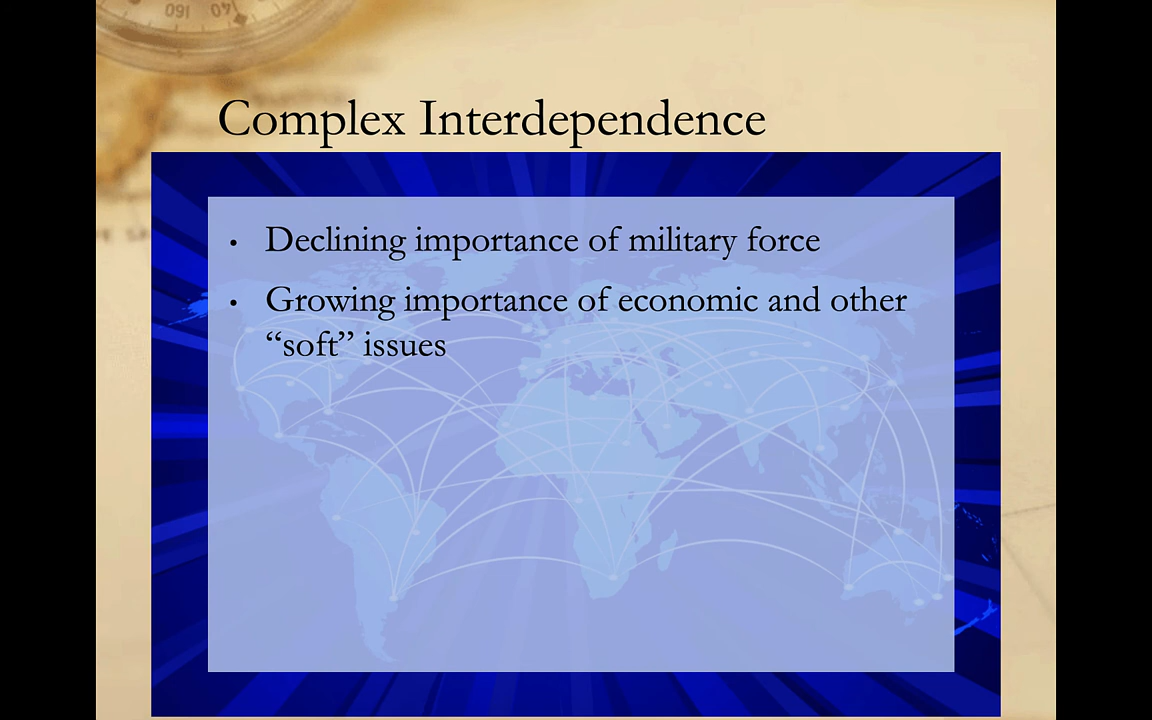 Complex Interdependence
• Declining importance of military force
• Growing importance of economic and other
“soft” issues